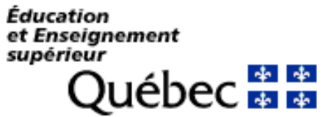 Éducation
et Enseignement
supérieur
Québec